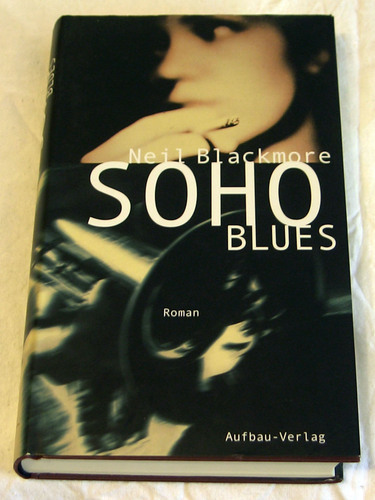 Neil Blackmore
SOHO
BLUES
Roman
Aufbau-Verlag